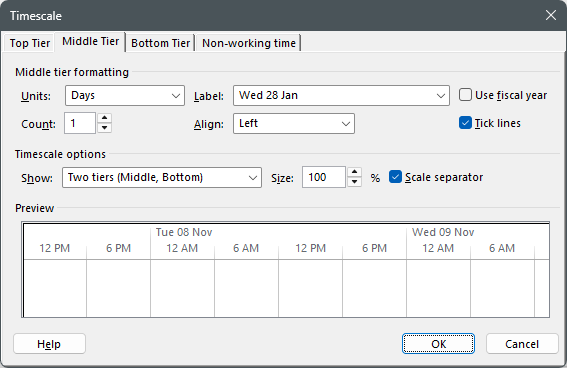 Timescale
Top Tier Middle Tier Bottom Tier Non-working time
Middle tier formatting
Units: Days Label: Wed 28 Jan Use fiscal year
Count: 1 Align: Left Tick lines
Timescale options
Show: Two tiers (Middle, Bottom) Size: 100 % Scale separator
Preview
Tue 08 Nov Wed 09 Nov
12 PM 6 PM 12 AM 6 AM 12 PM 6 PM 12 AM 6 AM
Help OK Cancel